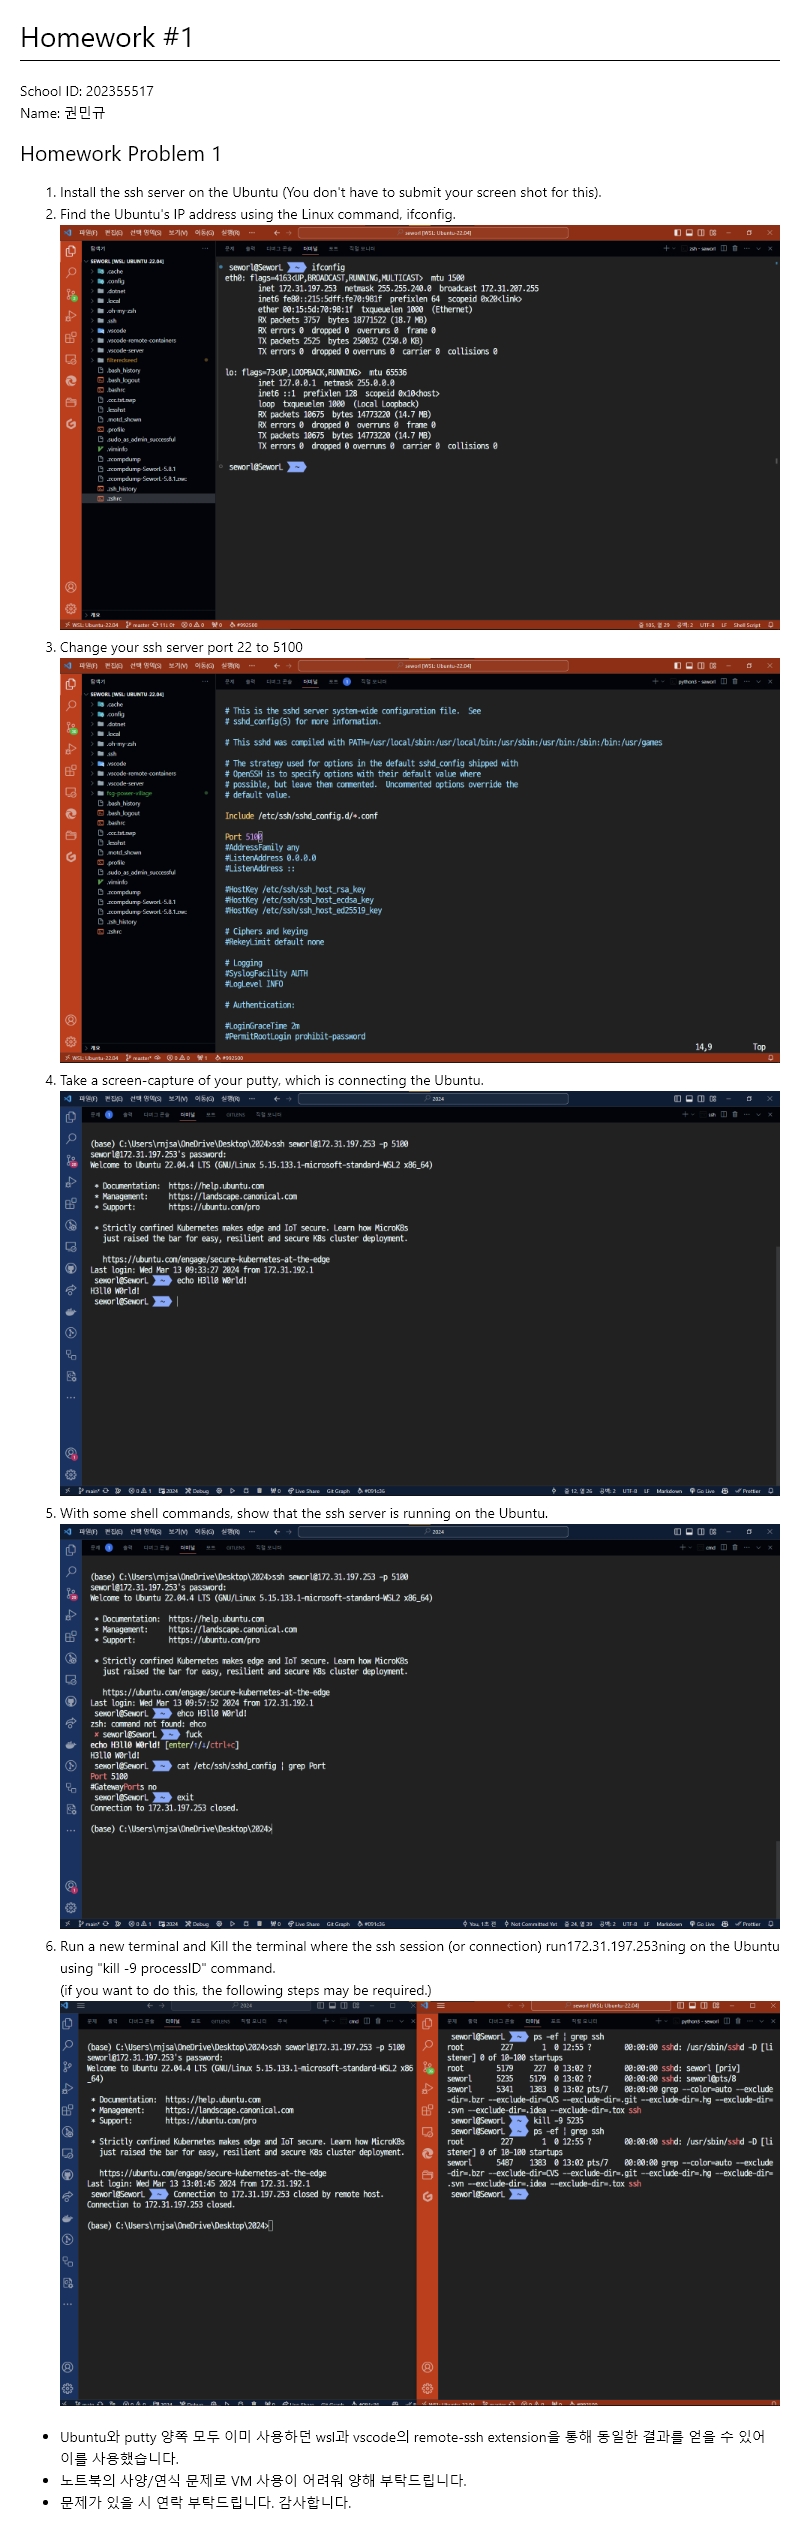 Homework #1
School ID: 202355517
Name: 권민규
Homework Problem 1
1. Install the ssh server on the Ubuntu (You don't have to submit your screen shot for this).
2. Find the Ubuntu's IP address using the Linux command, ifconfig.
seworl@SeworL ~ ifconfig
eth0: flags=4163<UP,BROADCAST,RUNNING,MULTICAST> mtu 1500
inet 172.31.197.253 netmask 255.255.240.0 broadcast 172.31.207.255
inet6 fe80::215:5dff:fe70:981f prefixlen 64 scopeid 0x20<link>
ether 00:15:5d:70:98:1f txqueuelen 1000 (Ethernet)
RX packets 3757 bytes 18771522 (18.7 MB)
RX errors 0 dropped 0 overruns 0 frame 0
TX packets 2525 bytes 250032 (250.0 KB)
TX errors 0 dropped 0 overruns 0 carrier 0 collisions 0
lo: flags=73<UP,LOOPBACK,RUNNING> mtu 65536
inet 127.0.0.1 netmask 255.0.0.0
inet6 ::1 prefixlen 128 scopeid 0x10<host>
loop txqueuelen 1000 (Local Loopback)
RX packets 10675 bytes 14773220 (14.7 MB)
RX errors 0 dropped 0 overruns 0 frame 0
TX packets 10675 bytes 14773220 (14.7 MB)
TX errors 0 dropped 0 overruns 0 carrier 0 collisions 0
seworl@SeworL ~
3. Change your ssh server port 22 to 5100
# This is the sshd server system-wide configuration file. See
# sshd_config(5) for more information.
# This sshd was compiled with PATH=/usr/local/sbin:/usr/local/bin:/usr/sbin:/usr/bin:/sbin:/bin:/usr/games
# The strategy used for options in the default sshd_config shipped with
# OpenSSH is to specify options with their default value where
# possible, but leave them commented. Uncommented options override the
# default value.
Include /etc/ssh/sshd_config.d/*.conf
Port 5100
#AddressFamily any
#ListenAddress 0.0.0.0
#ListenAddress ::
#HostKey /etc/ssh/ssh_host_rsa_key
#HostKey /etc/ssh/ssh_host_ecdsa_key
#HostKey /etc/ssh/ssh_host_ed25519_key
# Ciphers and keying
#RekeyLimit default none
# Logging
#SyslogFacility AUTH
#LogLevel INFO
# Authentication:
#LoginGraceTime 2m
#PermitRootLogin prohibit-password
14,9 Top
4. Take a screen-capture of your putty, which is connecting the Ubuntu.
(base) C:\Users\rnjsa\OneDrive\Desktop\2024>ssh seworl@172.31.197.253 -p 5100
seworl@172.31.197.253's password:
Welcome to Ubuntu 22.04.4 LTS (GNU/Linux 5.15.133.1-microsoft-standard-WSL2 x86_64)
* Documentation: https://help.ubuntu.com
* Management: https://landscape.canonical.com
* Support: https://ubuntu.com/pro
* Strictly confined Kubernetes makes edge and IoT secure. Learn how MicroK8s
just raised the bar for easy, resilient and secure K8s cluster deployment.
https://ubuntu.com/engage/secure-kubernetes-at-the-edge
Last login: Wed Mar 13 09:33:27 2024 from 172.31.192.1
seworl@SeworL ~ echo H3ll0 W0rld!
H3ll0 W0rld!
seworl@SeworL ~
5. With some shell commands, show that the ssh server is running on the Ubuntu.
(base) C:\Users\rnjsa\OneDrive\Desktop\2024>ssh seworl@172.31.197.253 -p 5100
seworl@172.31.197.253's password:
Welcome to Ubuntu 22.04.4 LTS (GNU/Linux 5.15.133.1-microsoft-standard-WSL2 x86_64)
* Documentation: https://help.ubuntu.com
* Management: https://landscape.canonical.com
* Support: https://ubuntu.com/pro
* Strictly confined Kubernetes makes edge and IoT secure. Learn how MicroK8s
just raised the bar for easy, resilient and secure K8s cluster deployment.
https://ubuntu.com/engage/secure-kubernetes-at-the-edge
Last login: Wed Mar 13 09:57:52 2024 from 172.31.192.1
seworl@SeworL ~ ehco H3ll0 W0rld!
zsh: command not found: ehco
✘ seworl@SeworL ~ fuck
echo H3ll0 W0rld! [enter/↑/↓/ctrl+c]
H3ll0 W0rld!
seworl@SeworL ~ cat /etc/ssh/sshd_config | grep Port
Port 5100
#GatewayPorts no
seworl@SeworL ~ exit
Connection to 172.31.197.253 closed.
(base) C:\Users\rnjsa\OneDrive\Desktop\2024>
6. Run a new terminal and Kill the terminal where the ssh session (or connection) run172.31.197.253ning on the Ubuntu
using "kill -9 processID" command.
(if you want to do this, the following steps may be required.)
(base) C:\Users\rnjsa\OneDrive\Desktop\2024>ssh seworl@172.31.197.253 -p 5100
seworl@172.31.197.253's password:
Welcome to Ubuntu 22.04.4 LTS (GNU/Linux 5.15.133.1-microsoft-standard-WSL2 x86
_64)
* Documentation: https://help.ubuntu.com
* Management: https://landscape.canonical.com
* Support: https://ubuntu.com/pro
* Strictly confined Kubernetes makes edge and IoT secure. Learn how MicroK8s
just raised the bar for easy, resilient and secure K8s cluster deployment.
https://ubuntu.com/engage/secure-kubernetes-at-the-edge
Last login: Wed Mar 13 13:01:45 2024 from 172.31.192.1
seworl@SeworL ~ Connection to 172.31.197.253 closed by remote host.
Connection to 172.31.197.253 closed.
(base) C:\Users\rnjsa\OneDrive\Desktop\2024>
seworl@SeworL ~ ps -ef | grep ssh
root 227 1 0 12:55 ? 00:00:00 sshd: /usr/sbin/sshd -D [li
stener] 0 of 10-100 startups
root 5179 227 0 13:02 ? 00:00:00 sshd: seworl [priv]
seworl 5235 5179 0 13:02 ? 00:00:00 sshd: seworl@pts/8
seworl 5341 1383 0 13:02 pts/7 00:00:00 grep --color=auto --exclude
-dir=.bzr --exclude-dir=CVS --exclude-dir=.git --exclude-dir=.hg --exclude-dir=
.svn --exclude-dir=.idea --exclude-dir=.tox ssh
seworl@SeworL ~ kill -9 5235
seworl@SeworL ~ ps -ef | grep ssh
root 227 1 0 12:55 ? 00:00:00 sshd: /usr/sbin/sshd -D [li
stener] 0 of 10-100 startups
seworl 5487 1383 0 13:02 pts/7 00:00:00 grep --color=auto --exclude
-dir=.bzr --exclude-dir=CVS --exclude-dir=.git --exclude-dir=.hg --exclude-dir=
.svn --exclude-dir=.idea --exclude-dir=.tox ssh
seworl@SeworL ~
• Ubuntu와 putty 양쪽 모두 이미 사용하던 wsl과 vscode의 remote-ssh extension을 통해 동일한 결과를 얻을 수 있어
이를 사용했습니다.
• 노트북의 사양/연식 문제로 VM 사용이 어려워 양해 부탁드립니다.
• 문제가 있을 시 연락 부탁드립니다. 감사합니다.